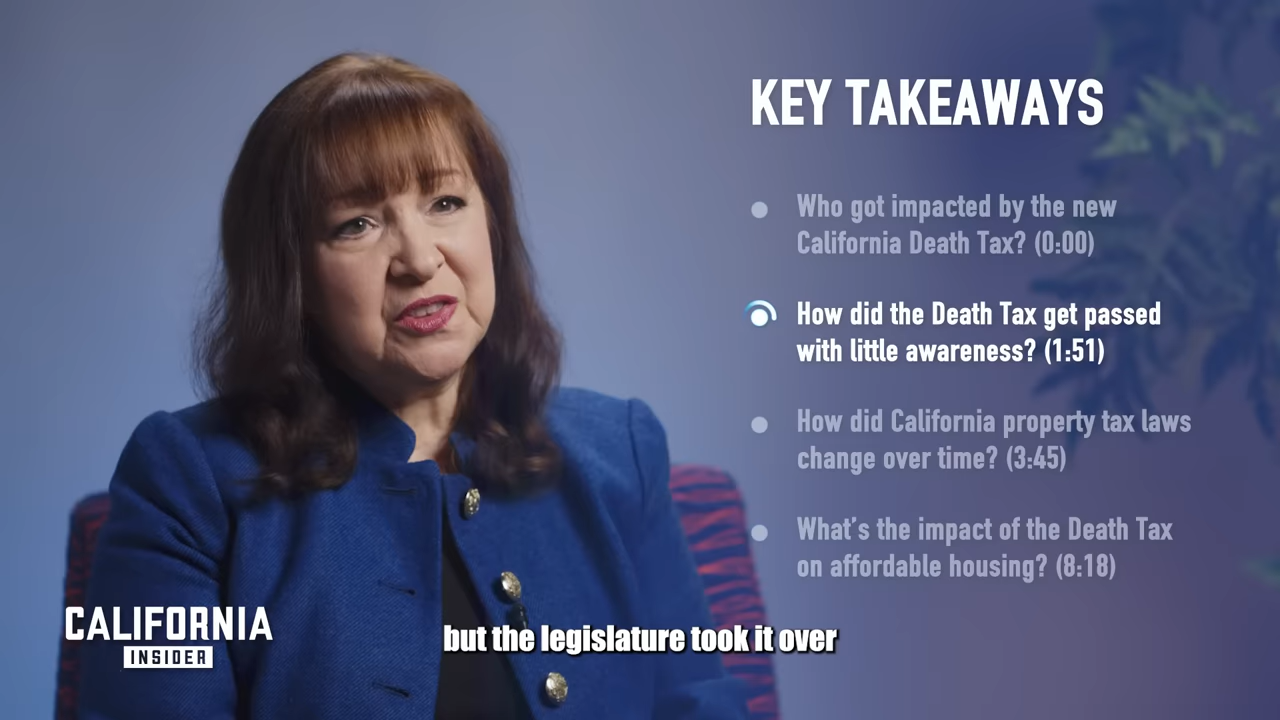 KEY TAKEAWAYS
Who got impacted by the new
California Death Tax? (0:00)
How did the Death Tax get passed
with little awareness? (1:51)
How did California property tax laws
change over time? (3:45)
What's the impact of the Death Tax
on affordable housing? (8:18)
CALIFORNIA
INSIDER
but the legislature took it over